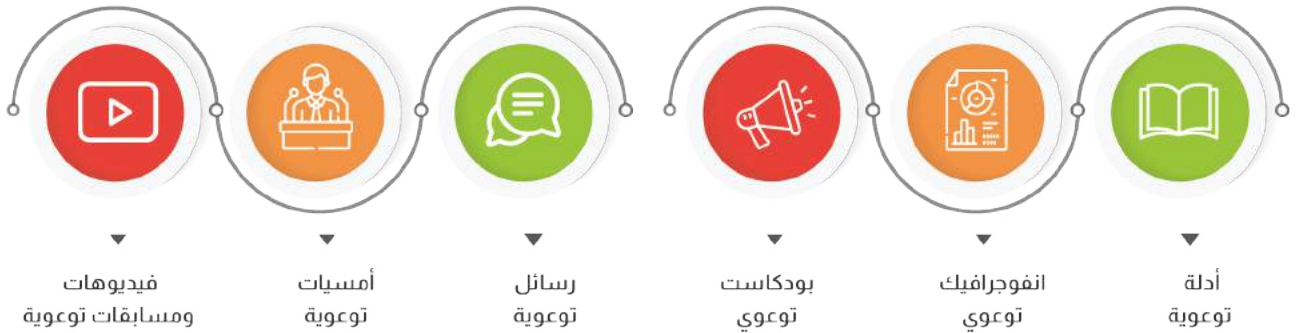 أدلة
توعوية
انفوجرافيك
توعوي
بودكاست
توعوي
رسائل
توعوية
أمسيات
توعوية
فيديوهات
ومسابقات توعوية